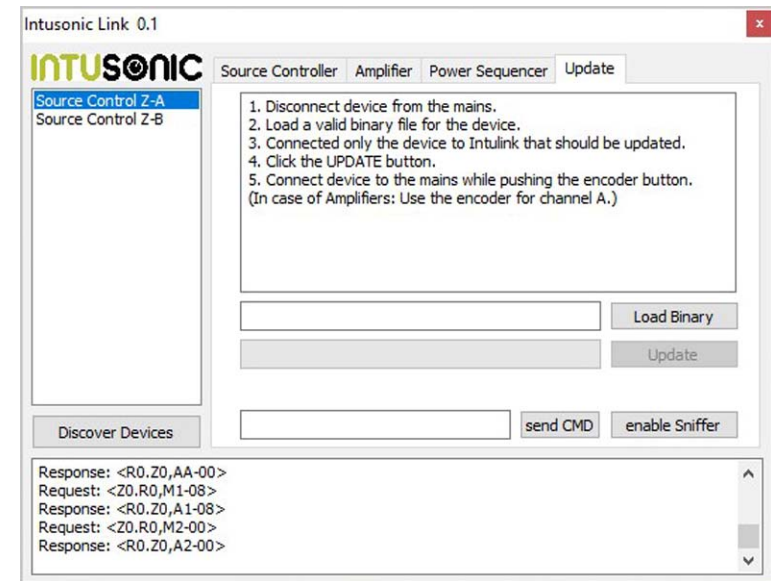 Intusonic Link 0.1
x
INTUSONIC
Source Controller Amplifier Power Sequencer Update
Source Control Z-A
Source Control Z-B
1. Disconnect device from the mains.
2. Load a valid binary file for the device.
3. Connected only the device to Intulink that should be updated.
4. Click the UPDATE button.
5. Connect device to the mains while pushing the encoder button.
(In case of Amplifiers: Use the encoder for channel A.)
Load Binary
Update
Discover Devices
send CMD
enable Sniffer
Response: <R0.Z0,AA-00>
Request: <Z0.R0,M1-08>
Response: <R0.Z0,A1-08>
Request: <Z0.R0,M2-00>
Response: <R0.Z0,A2-00>